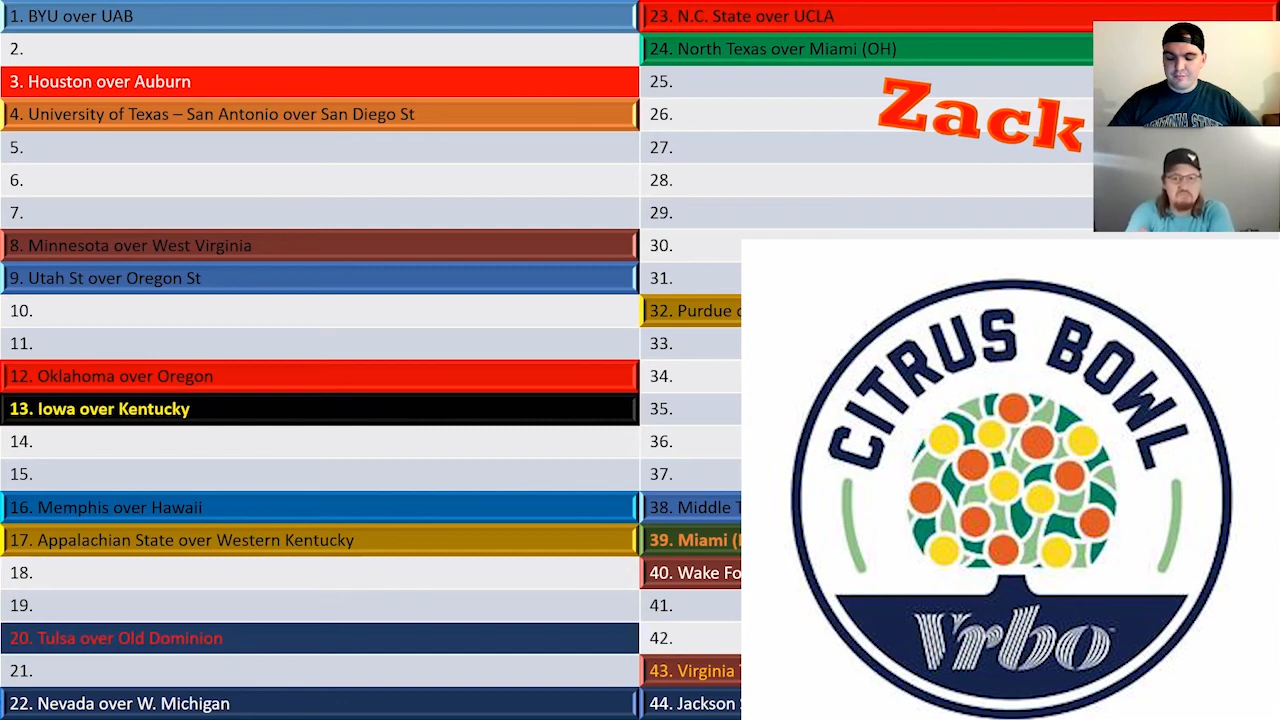 1. BYU over UAB
2.
3. Houston over Auburn
4. University of Texas – San Antonio over San Diego St
5.
6.
7.
8. Minnesota over West Virginia
9. Utah St over Oregon St
10.
11.
12. Oklahoma over Oregon
13. Iowa over Kentucky
14.
15.
16. Memphis over Hawaii
17. Appalachian State over Western Kentucky
18.
19.
20. Tulsa over Old Dominion
21.
22. Nevada over W. Michigan
23. N.C. State over UCLA
24. North Texas over Miami (OH)
25.
26.
27.
28.
29.
30.
31.
32. Purdue
33.
34.
35.
36.
37.
38. Middle
39. Miami
40. Wake
41.
42.
43. Virginia
44. Jackson
Zack
CITRUS BOWL
Vrbo